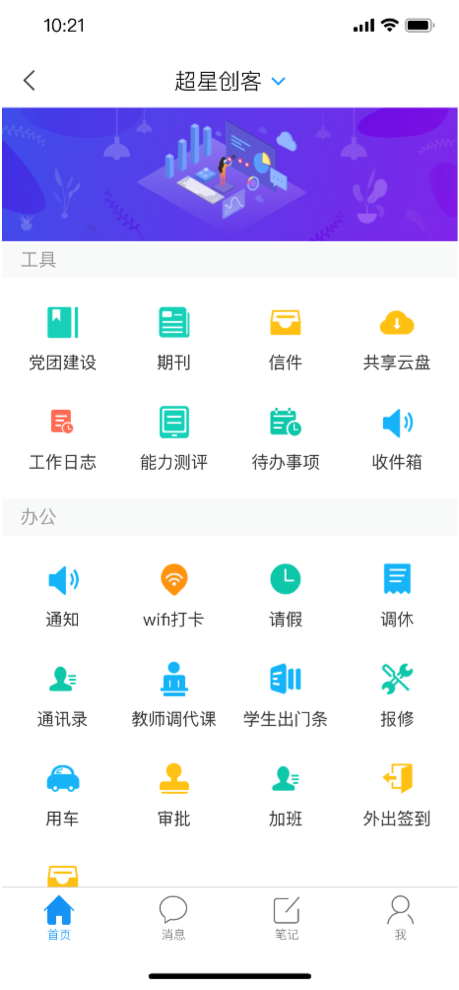 10:21
超星创客
工具
党团建设 期刊 信件 共享云盘
工作日志 能力测评 待办事项 收件箱
办公
通知 wifi打卡 请假 调休
通讯录 教师调代课 学生出门条 报修
用车 审批 加班 外出签到
首页 消息 笔记 我